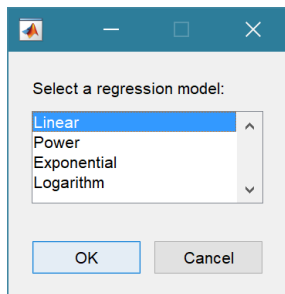 Select a regression model:
Linear
Power
Exponential
Logarithm
OK
Cancel